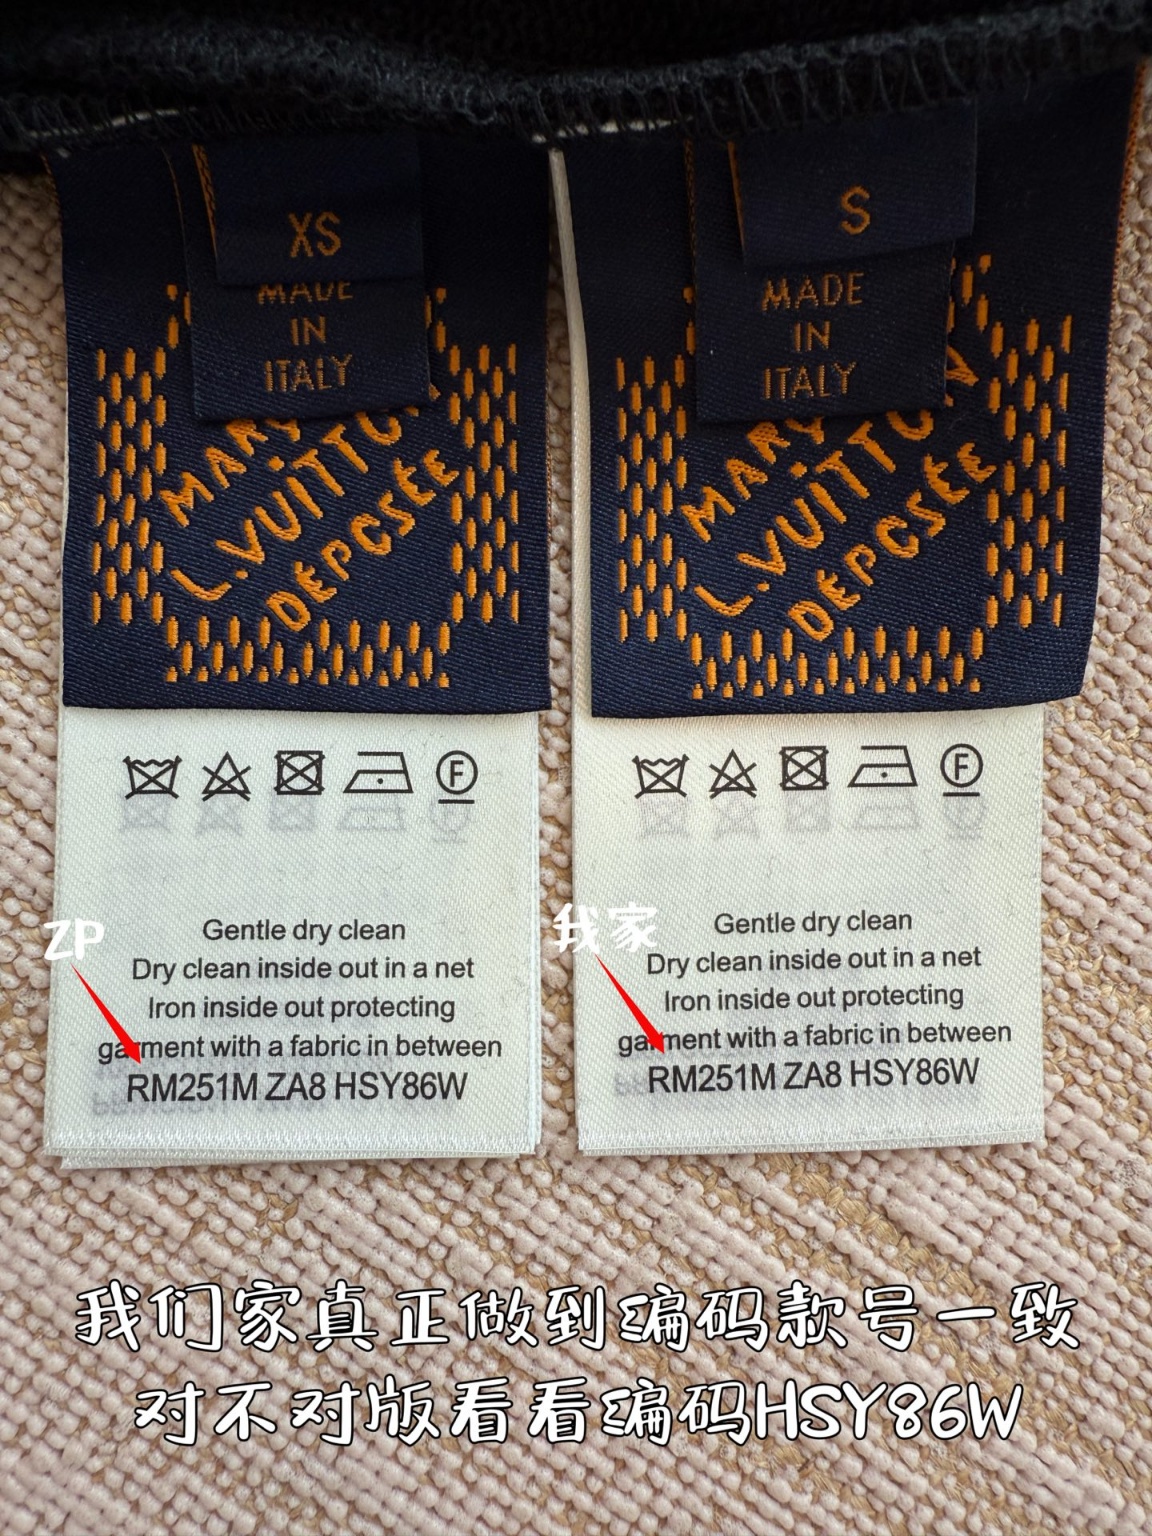 XS
MADE
IN
ITALY
L.VUITTON
DÉPCSÉE
Gentle dry clean
Dry clean inside out in a net
Iron inside out protecting
garment with a fabric in between
RM251M ZA8 HSY86W
ZP
S
MADE
IN
ITALY
L.VUITTON
DÉPCSÉE
Gentle dry clean
Dry clean inside out in a net
Iron inside out protecting
garment with a fabric in between
RM251M ZA8 HSY86W
我家
F
F
我们家真正做到编码款号一致
对不对版看看编码HSY86W